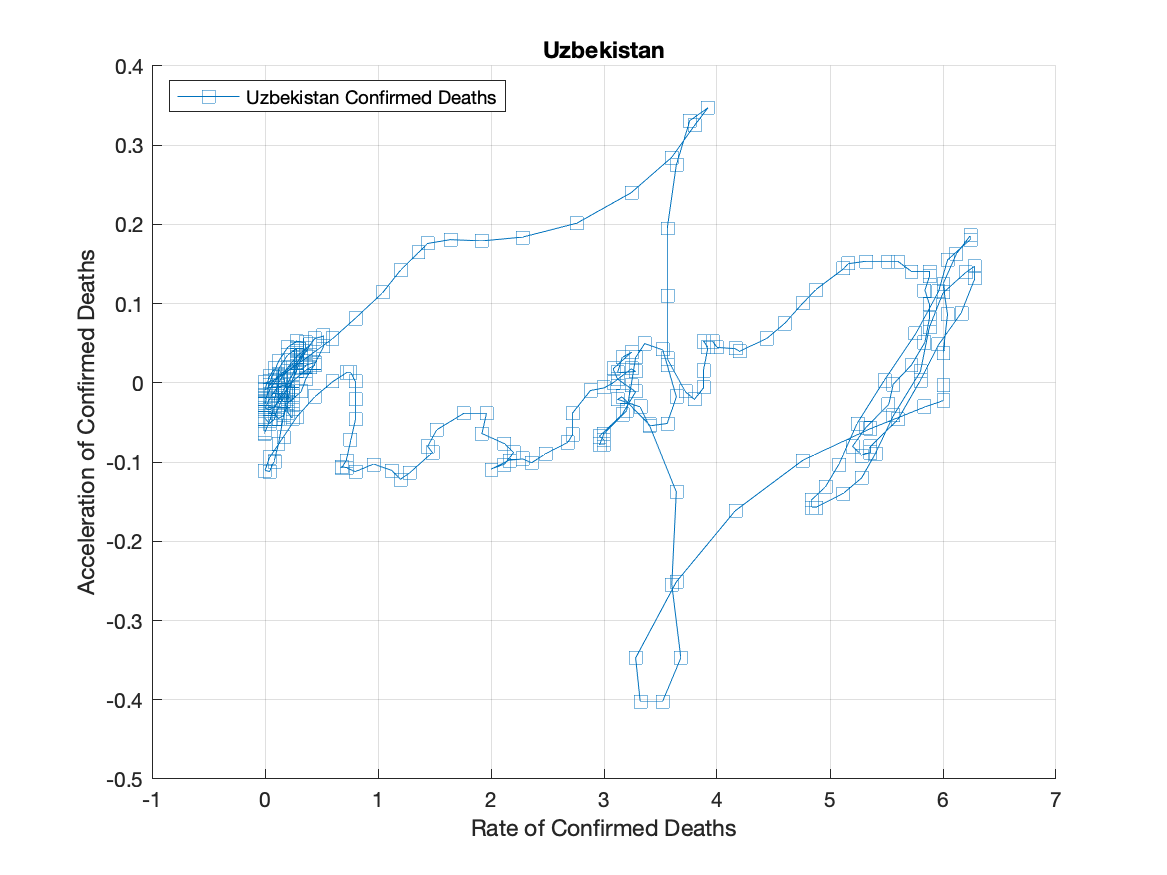 Uzbekistan
Uzbekistan Confirmed Deaths
0.4
0.3
0.2
0.1
0
-0.1
-0.2
-0.3
-0.4
-0.5
Acceleration of Confirmed Deaths
-1 0 1 2 3 4 5 6 7
Rate of Confirmed Deaths